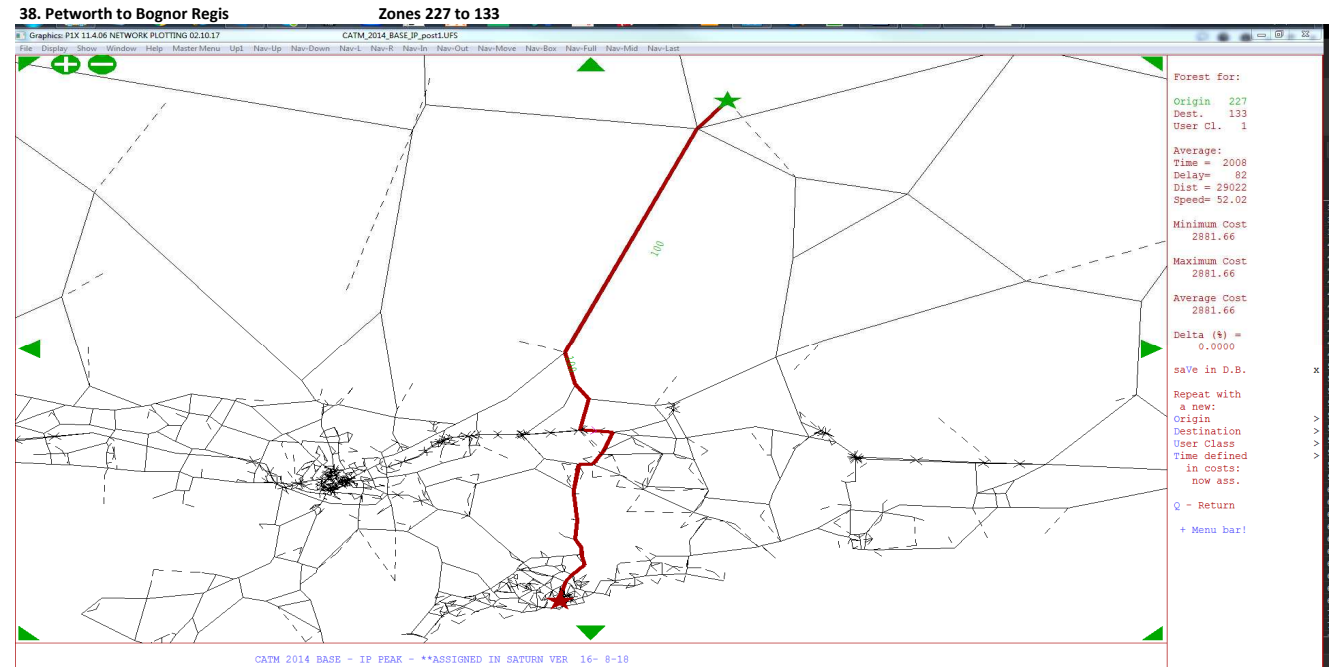 38. Petworth to Bognor Regis Zones 227 to 133
Graphics: P1X 11.4.06 NETWORK PLOTTING 02.10.17 CATM_2014_BASE_IP_post1.UFS
File Display Show Window Help Master Menu Up1 Nav-Up Nav-Down Nav-L Nav-R Nav-In Nav-Out Nav-Move Nav-Box Nav-Full Nav-Mid Nav-Last
Forest for:
Origin 227
Dest. 133
User Cl. 1
Average:
Time = 2008
Delay= 82
Dist = 29022
Speed= 52.02
Minimum Cost
2881.66
Maximum Cost
2881.66
Average Cost
2881.66
Delta (%) =
0.0000
saVe in D.B. x
Repeat with
a new:
Origin >
Destination >
User Class >
Time defined >
in costs:
now ass.
Q - Return
+ Menu bar!
100
100
CATM 2014 BASE - IP PEAK - **ASSIGNED IN SATURN VER 16- 8-18